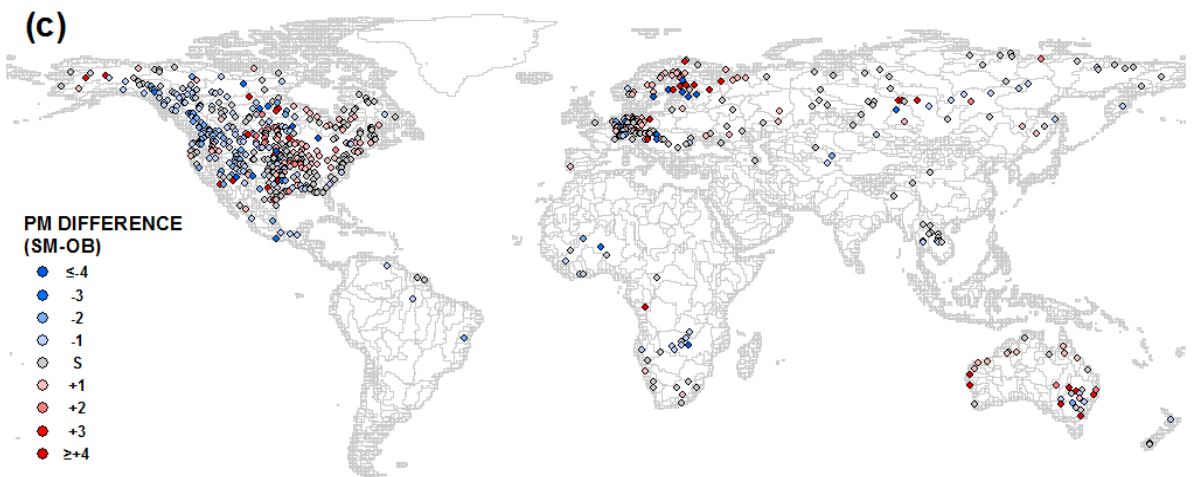 (c)
PM DIFFERENCE
(SM-OB)
≤-4
-3
-2
-1
S
+1
+2
+3
≥+4